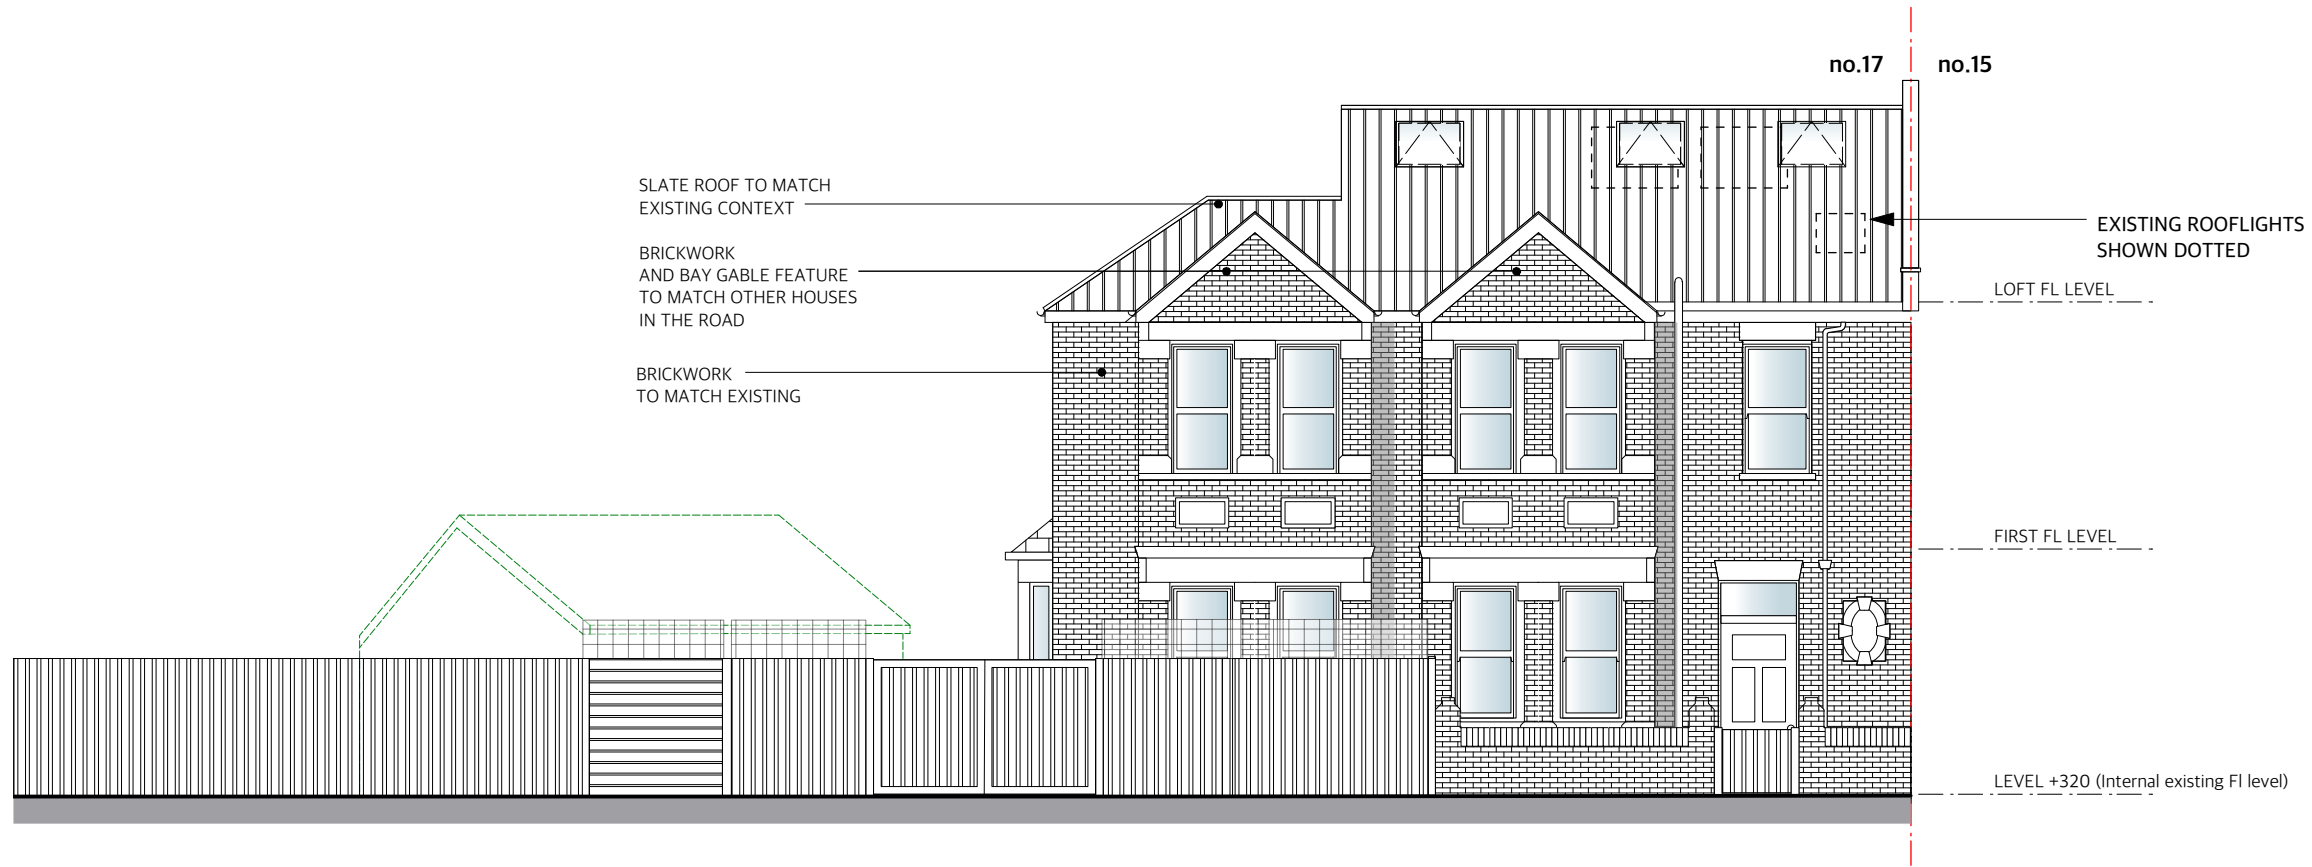 no.17
no.15
SLATE ROOF TO MATCH
EXISTING CONTEXT
BRICKWORK
AND BAY GABLE FEATURE
TO MATCH OTHER HOUSES
IN THE ROAD
BRICKWORK
TO MATCH EXISTING
EXISTING ROOFLIGHTS
SHOWN DOTTED
LOFT FL LEVEL
FIRST FL LEVEL
LEVEL +320 (Internal existing Fl level)